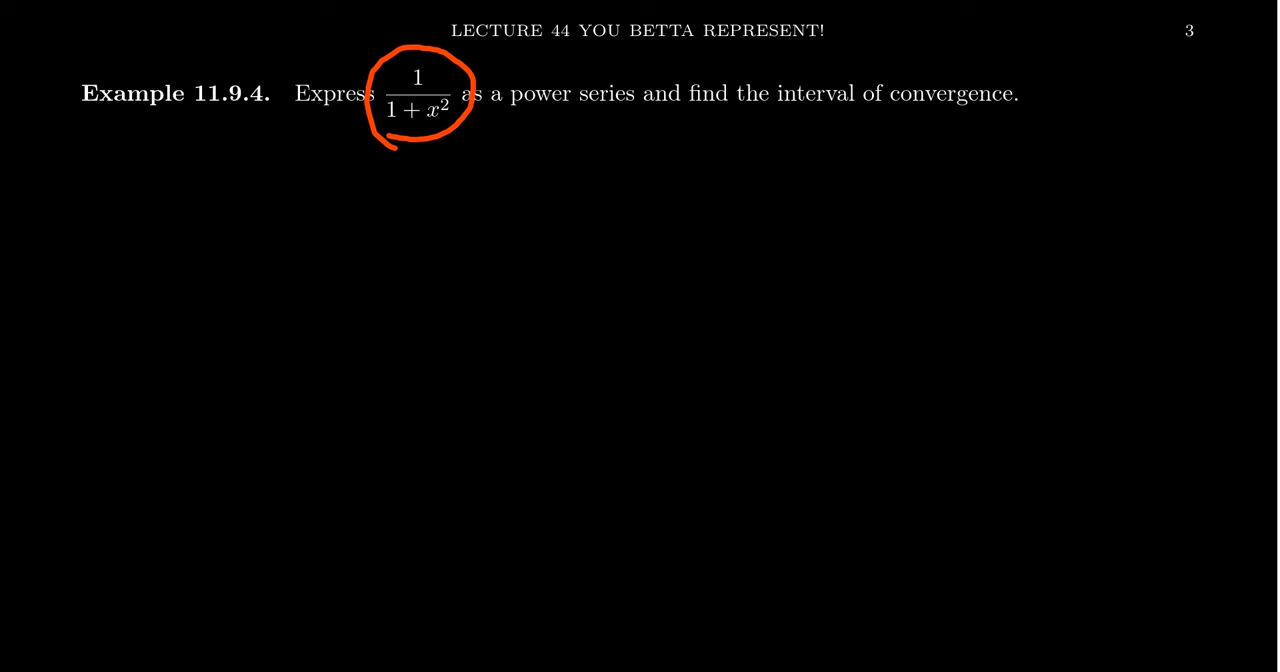 LECTURE 44 YOU BETTA REPRESENT! 3
Example 11.9.4. Express \frac{1}{1 + x^2} as a power series and find the interval of convergence.